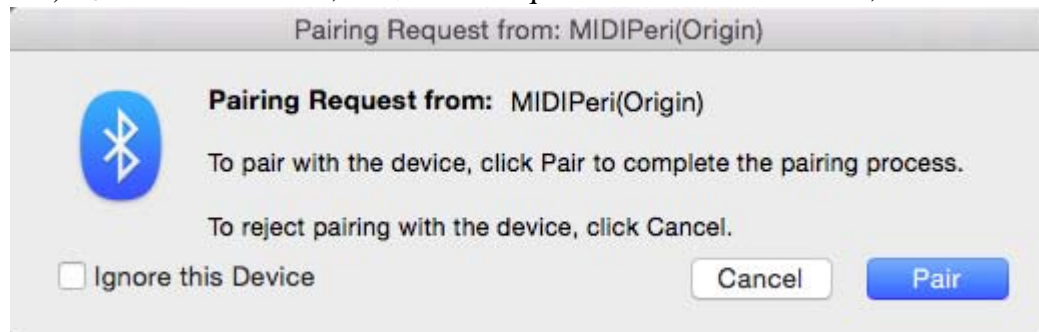 Pairing Request from: MIDIPeri(Origin)
Pairing Request from: MIDIPeri(Origin)
To pair with the device, click Pair to complete the pairing process.
To reject pairing with the device, click Cancel.
Ignore this Device Cancel Pair